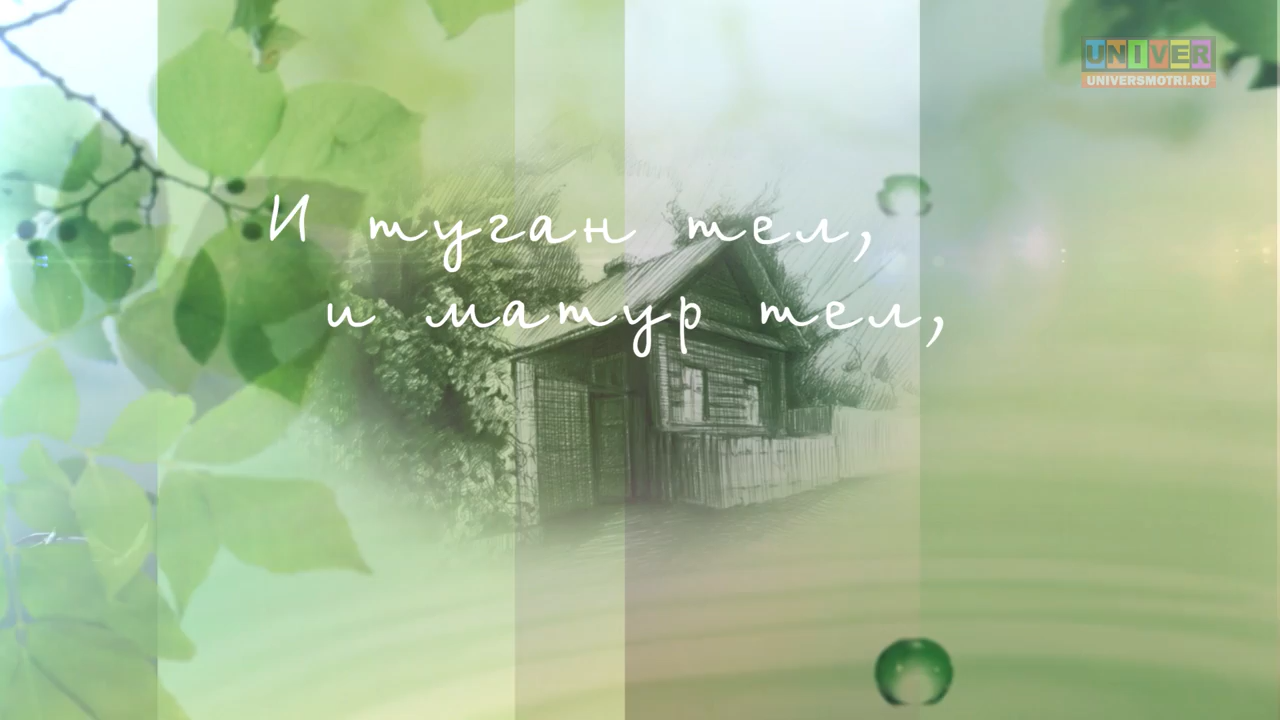 UNIVER
UNIVERSMOTRI.RU
И туган тел,
и матур тел,